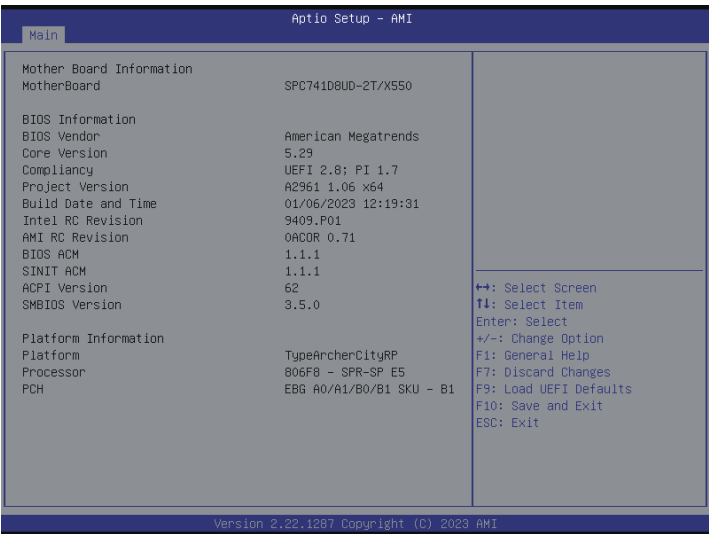 Aptio Setup - AMI
Main
Mother Board Information
MotherBoard SPC741D8UD-2T/X550
BIOS Information
BIOS Vendor American Megatrends
Core Version 5.29
Compliancy UEFI 2.8; PI 1.7
Project Version A2961 1.06 x64
Build Date and Time 01/06/2023 12:19:31
Intel RC Revision 9409.P01
AMI RC Revision 0ACOR 0.71
BIOS ACM 1.1.1
SINIT ACM 1.1.1
ACPI Version 62
SMBIOS Version 3.5.0
Platform Information
Platform TypeArcherCityRP
Processor 806F8 - SPR-SP E5
PCH EBG A0/A1/B0/B1 SKU - B1
↔: Select Screen
↑↓: Select Item
Enter: Select
+/-: Change Option
F1: General Help
F7: Discard Changes
F9: Load UEFI Defaults
F10: Save and Exit
ESC: Exit
Version 2.22.1287 Copyright (C) 2023 AMI